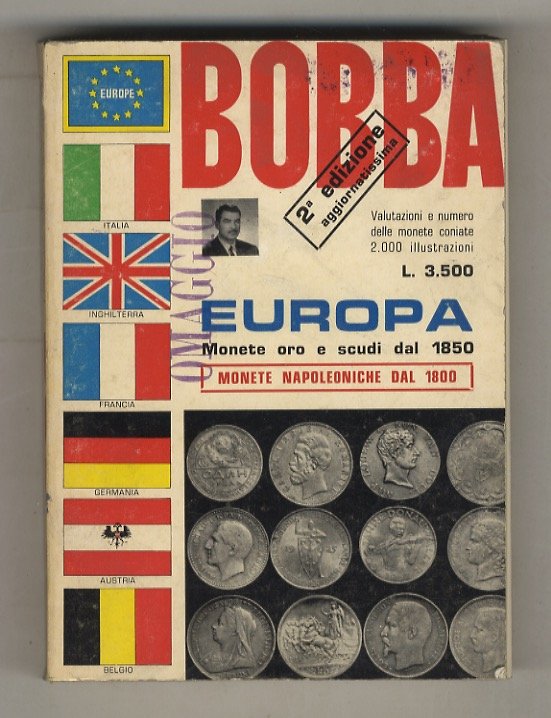 BOBBA
EUROPE
2ª edizione
aggiornatissima
ITALIA
Valutazioni e numero
delle monete coniate
2.000 illustrazioni
L. 3.500
OMAGGIO
INGHILTERRA
EUROPA
Monete oro e scudi dal 1850
MONETE NAPOLEONICHE DAL 1800
FRANCIA
GERMANIA
AUSTRIA
BELGIO